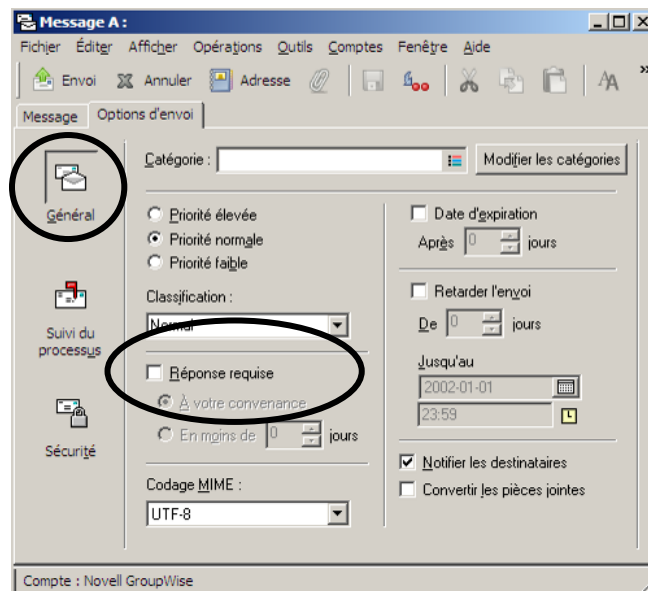 Message A :
Fichier Éditer Afficher Opérations Outils Comptes Fenêtre Aide
Envoi Annuler Adresse
Message Options d'envoi
Général
Suivi du
processus
Sécurité
Catégorie : Modifier les catégories
Priorité élevée
Priorité normale
Priorité faible
Classification :
Normal
Réponse requise
À votre convenance
En moins de 0 jours
Codage MIME :
UTF-8
Date d'expiration
Après 0 jours
Retarder l'envoi
De 0 jours
Jusqu'au
2002-01-01
23:59
Notifier les destinataires
Convertir les pièces jointes
Compte : Novell GroupWise